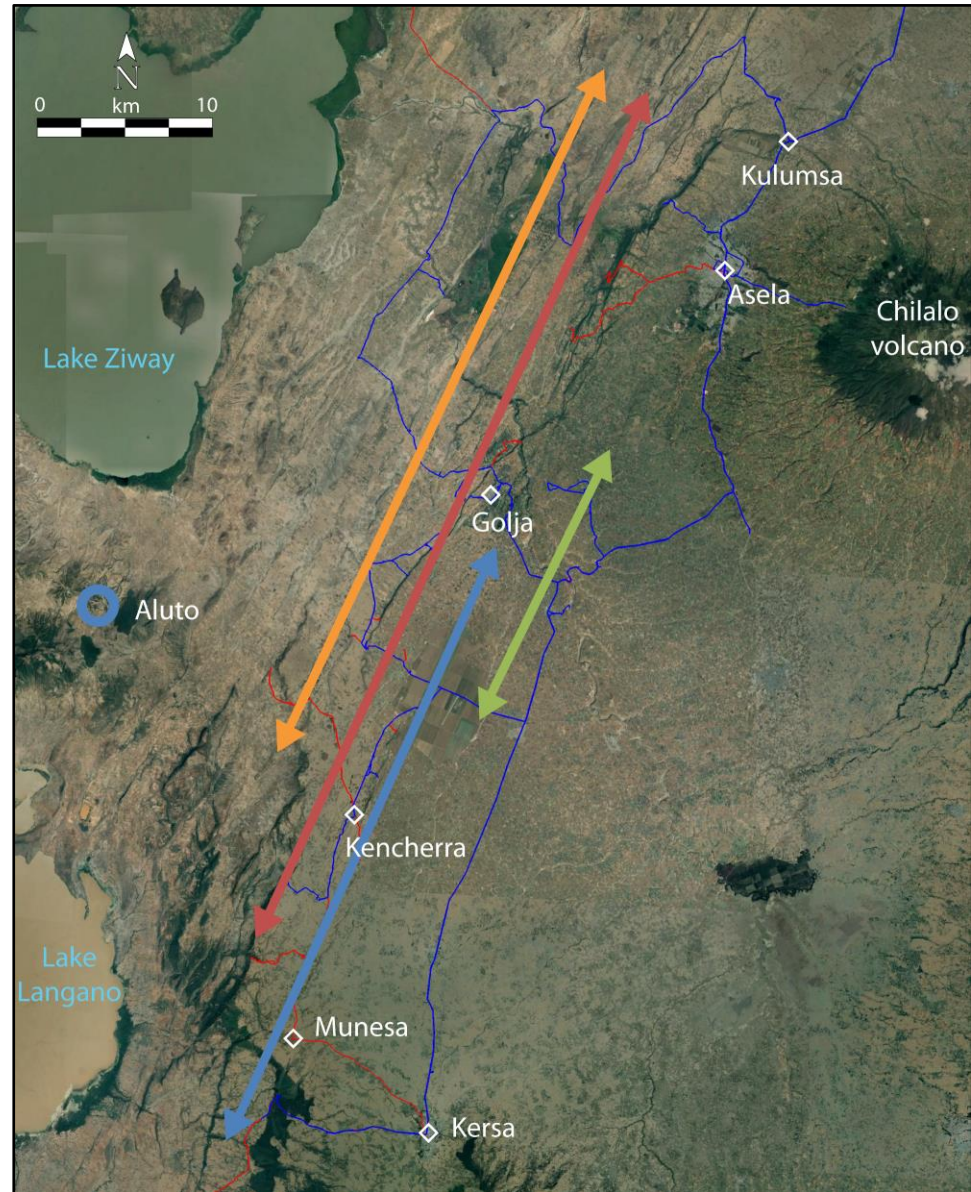 N
0 km 10
Kulumsa
Asela
Chilalo
volcano
Lake Ziway
Golja
Aluto
Kencherra
Lake
Langano
Munesa
Kersa